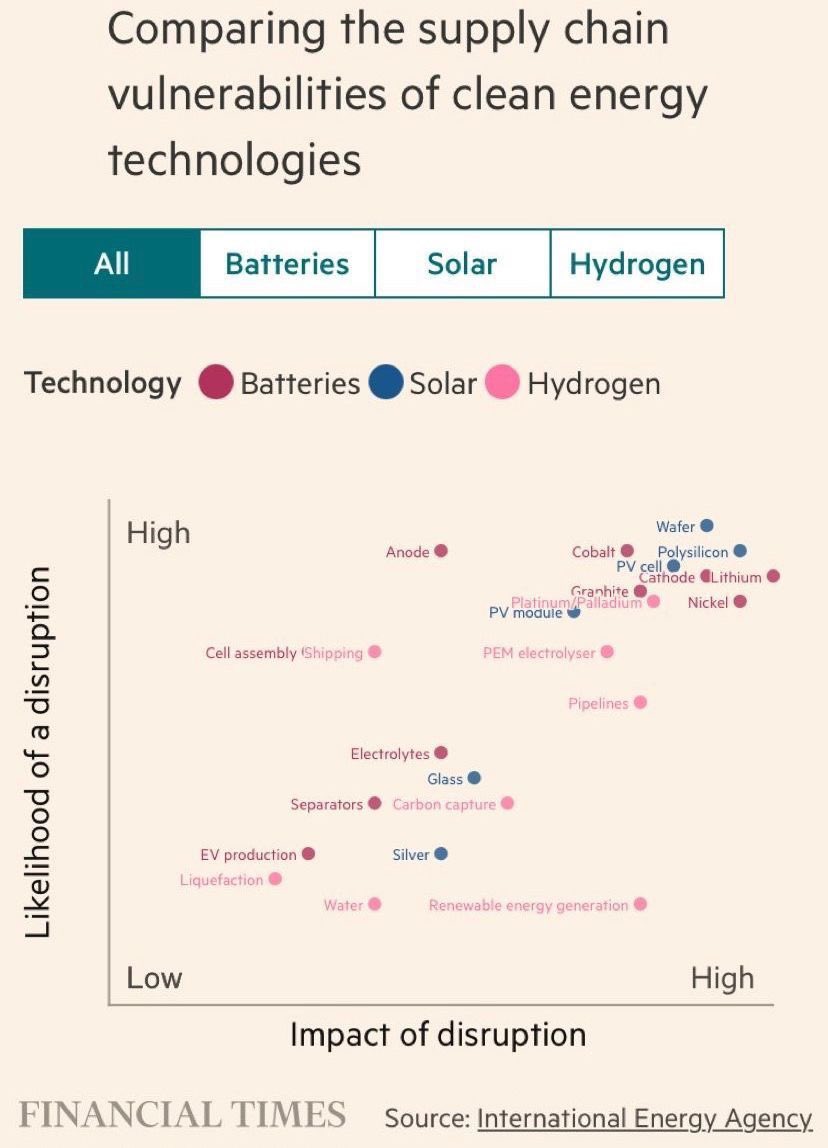 Comparing the supply chain
vulnerabilities of clean energy
technologies
All
Batteries
Solar
Hydrogen
Technology
Batteries
Solar
Hydrogen
Likelihood of a disruption
High
Wafer
Anode
Cobalt
Polysilicon
PV cell
Cathode
Lithium
Graphite
Platinum/Palladium
Nickel
PV module
Cell assembly
Shipping
PEM electrolyser
Pipelines
Electrolytes
Glass
Separators
Carbon capture
EV production
Silver
Liquefaction
Water
Renewable energy generation
Low
High
Impact of disruption
FINANCIAL TIMES
Source: International Energy Agency